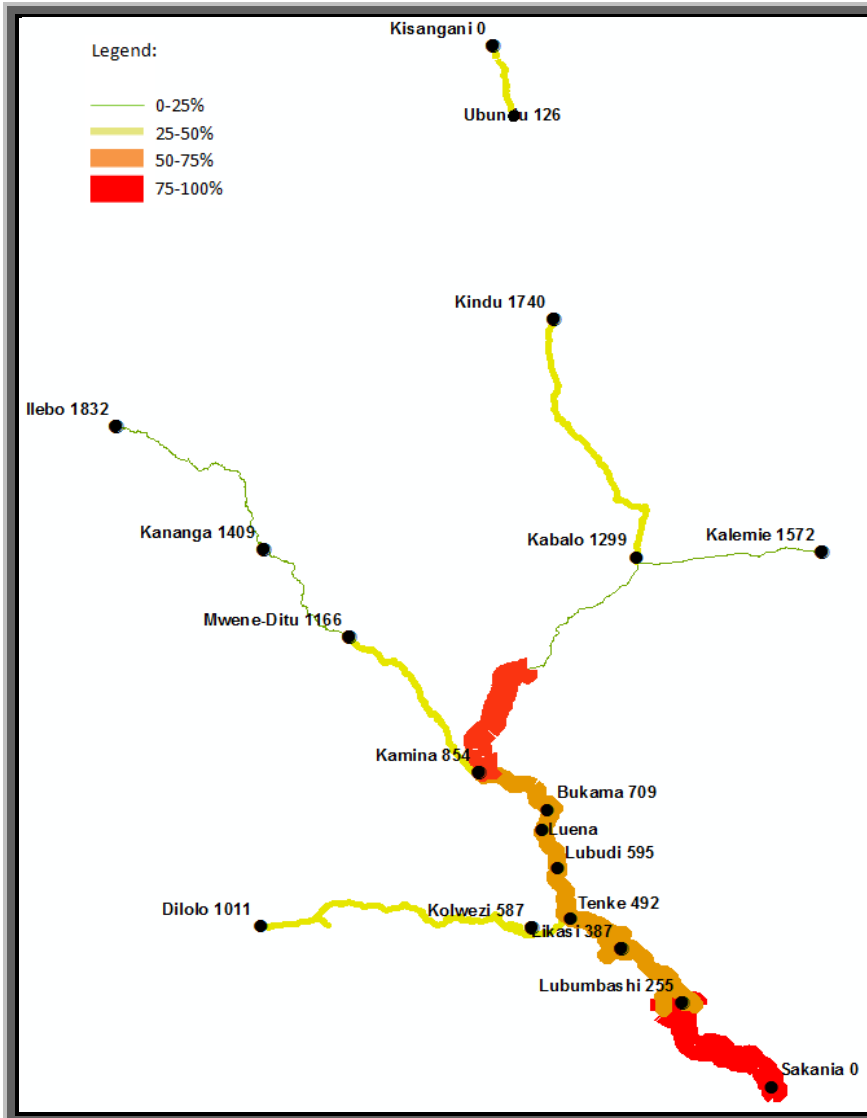 Kisangani 0
Legend:
0-25%
Ubundu 126
25-50%
50-75%
75-100%
Kindu 1740
Ilebo 1832
Kananga 1409
Kabalo 1299
Kalemie 1572
Mwene-Ditu 1166
Kamina 854
Bukama 709
Luena
Lubudi 595
Dilolo 1011
Kolwezi 587
Tenke 492
Likasi 387
Lubumbashi 255
Sakania 0